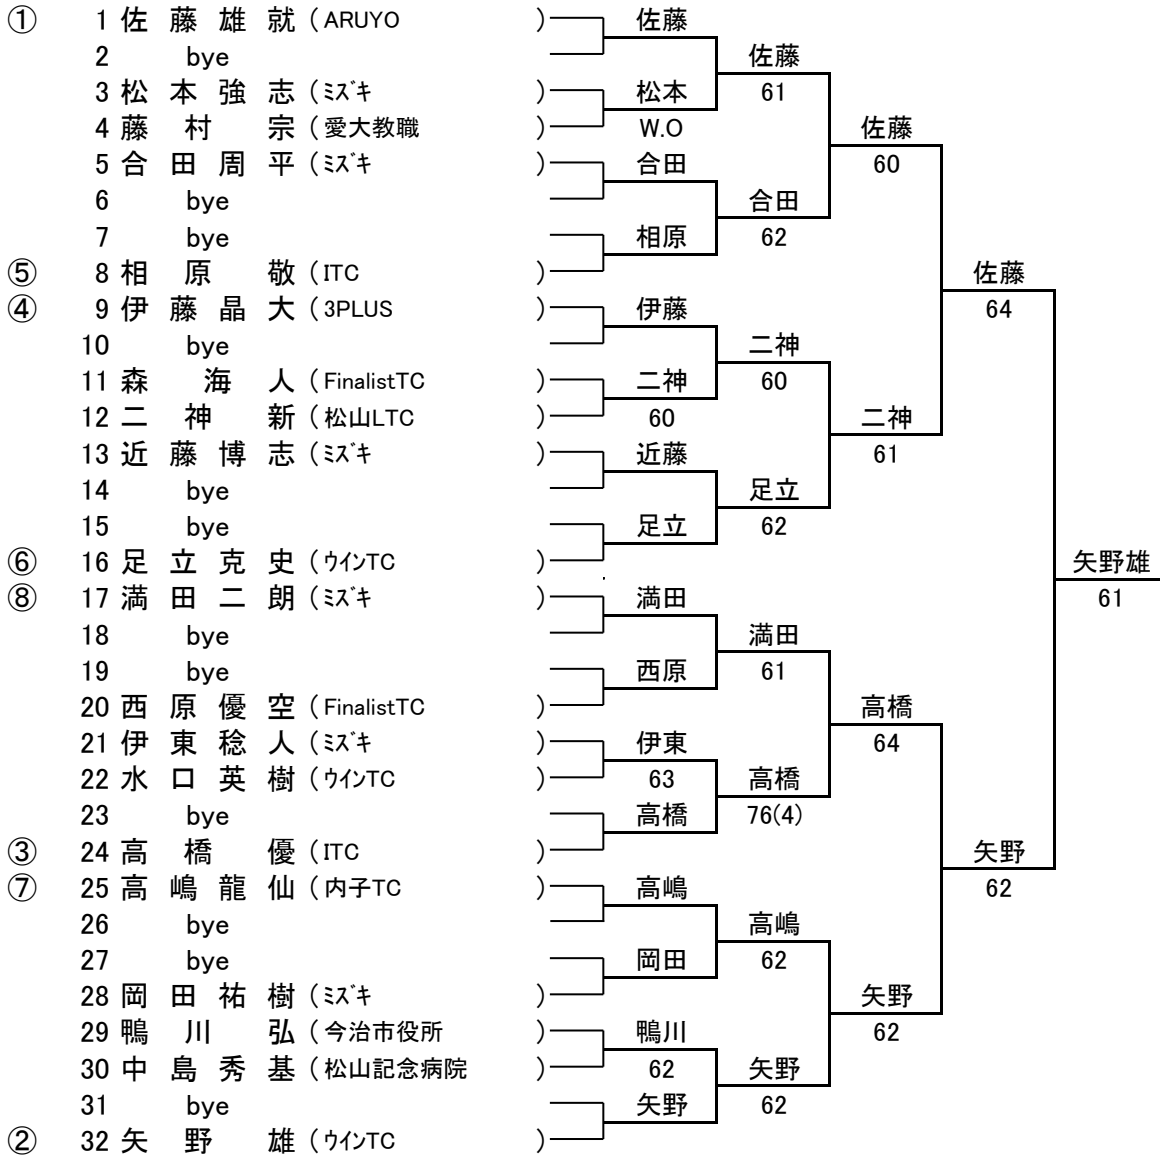 ① 1 佐 藤 雄 就 ( ARUYO ) 佐藤
2 bye 佐藤
3 松 本 強 志 ( ﾐｽﾞｷ ) 松本 61
4 藤 村 宗 ( 愛大教職 ) W.O 佐藤
5 合 田 周 平 ( ﾐｽﾞｷ ) 合田 60
6 bye 合田
7 bye 相原 62
⑤ 8 相 原 敬 ( ITC ) 佐藤
④ 9 伊 藤 晶 大 ( 3PLUS ) 伊藤 64
10 bye 二神
11 森 海 人 ( FinalistTC ) 二神 60
12 二 神 新 ( 松山LTC ) 60 二神
13 近 藤 博 志 ( ﾐｽﾞｷ ) 近藤 61
14 bye 足立
15 bye 足立 62
⑥ 16 足 立 克 史 ( ｳｲﾝTC ) 矢野雄
⑧ 17 満 田 二 朗 ( ﾐｽﾞｷ ) 満田 61
18 bye 満田
19 bye 西原 61
20 西 原 優 空 ( FinalistTC ) 高橋
21 伊 東 稔 人 ( ﾐｽﾞｷ ) 伊東 64
22 水 口 英 樹 ( ｳｲﾝTC ) 63 高橋
23 bye 高橋 76(4)
③ 24 高 橋 優 ( ITC ) 矢野
⑦ 25 高 嶋 龍 仙 ( 内子TC ) 高嶋 62
26 bye 高嶋
27 bye 岡田 62
28 岡 田 祐 樹 ( ﾐｽﾞｷ ) 矢野
29 鴨 川 弘 ( 今治市役所 ) 鴨川 62
30 中 島 秀 基 ( 松山記念病院 ) 62 矢野
31 bye 矢野 62
② 32 矢 野 雄 ( ｳｲﾝTC )